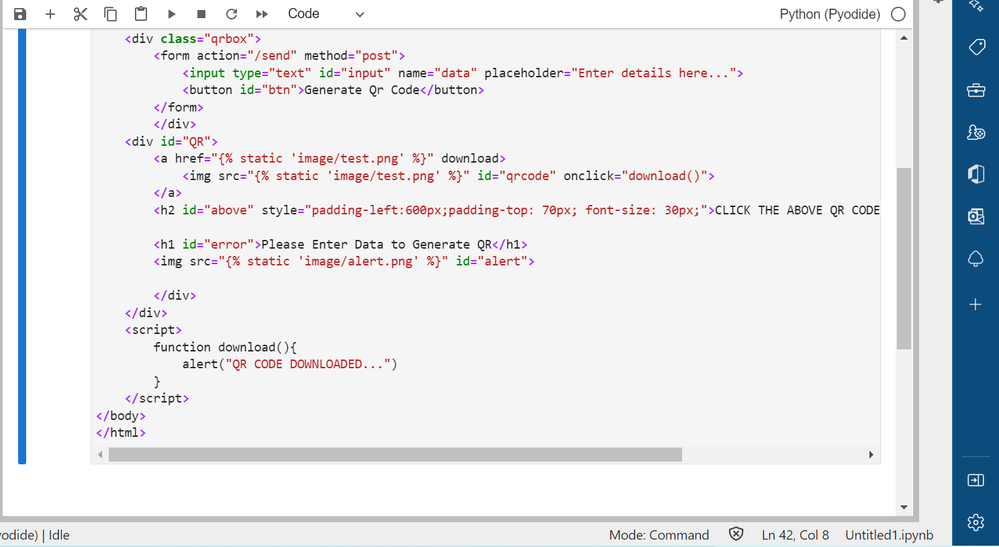 Code
Python (Pyodide)
<div class="qrbox">
<form action="/send" method="post">
<input type="text" id="input" name="data" placeholder="Enter details here...">
<button id="btn">Generate Qr Code</button>
</form>
</div>
<div id="QR">
<a href="{% static 'image/test.png' %}" download>
<img src="{% static 'image/test.png' %}" id="qrcode" onclick="download()">
</a>
<h2 id="above" style="padding-left:600px;padding-top: 70px; font-size: 30px;">CLICK THE ABOVE QR CODE
<h1 id="error">Please Enter Data to Generate QR</h1>
<img src="{% static 'image/alert.png' %}" id="alert">
</div>
</div>
<script>
function download(){
alert("QR CODE DOWNLOADED...")
}
</script>
</body>
</html>
yodide) | Idle
Mode: Command
Ln 42, Col 8
Untitled1.ipynb